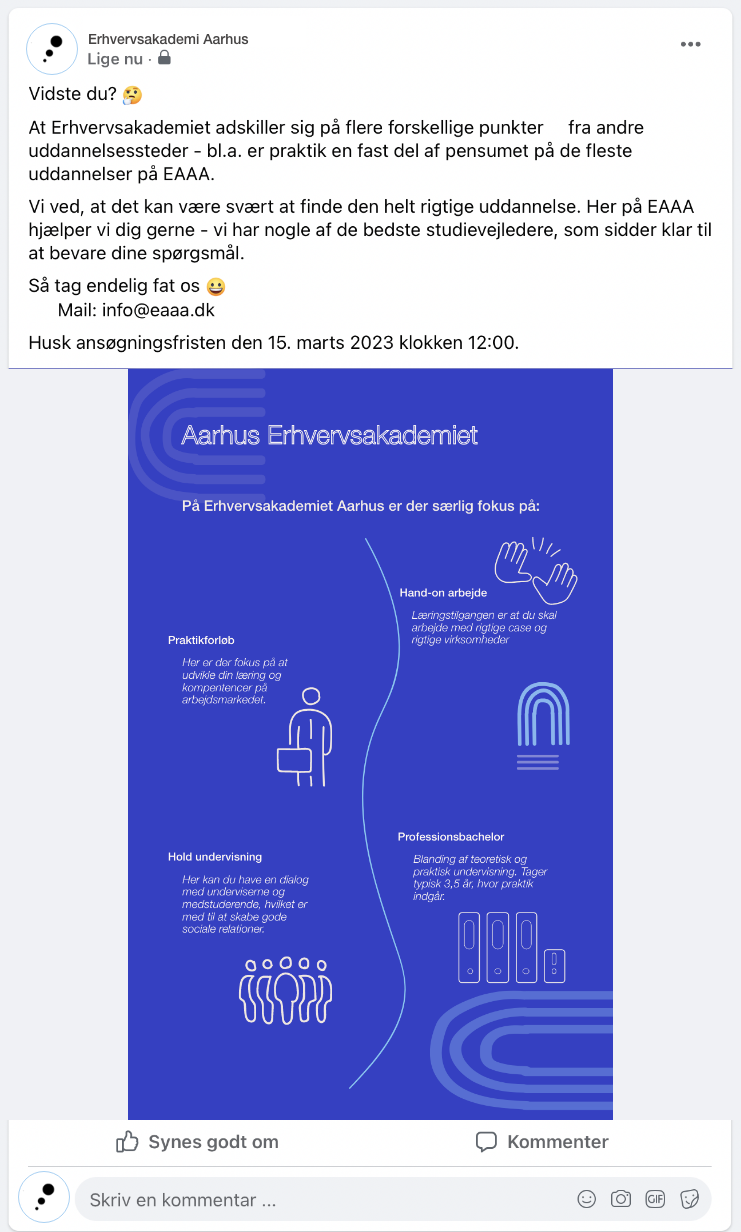 Erhvervsakademi Aarhus
Lige nu ·
Vidste du? 🤔
At Erhvervsakademiet adskiller sig på flere forskellige punkter fra andre
uddannelsessteder - bl.a. er praktik en fast del af pensumet på de fleste
uddannelser på EAAA.
Vi ved, at det kan være svært at finde den helt rigtige uddannelse. Her på EAAA
hjælper vi dig gerne - vi har nogle af de bedste studievejledere, som sidder klar til
at bevare dine spørgsmål.
Så tag endelig fat os 😀
Mail: info@eaaa.dk
Husk ansøgningsfristen den 15. marts 2023 klokken 12:00.
Aarhus Erhvervsakademiet
På Erhvervsakademiet Aarhus er der særlig fokus på:
Hand-on arbejde
Læringstilgangen er at du skal
arbejde med rigtige case og
rigtige virksomheder
Praktikforløb
Her er der fokus på at
udvikle din læring og
kompentencer på
arbejdsmarkedet.
Professionsbachelor
Blanding af teoretisk og
praktisk undervisning. Tager
typisk 3,5 år, hvor praktik
indgår.
Hold undervisning
Her kan du have en dialog
med underviserne og
medstuderende, hvilket er
med til at skabe gode
sociale relationer.
Synes godt om
Kommenter
Skriv en kommentar ...
GIF